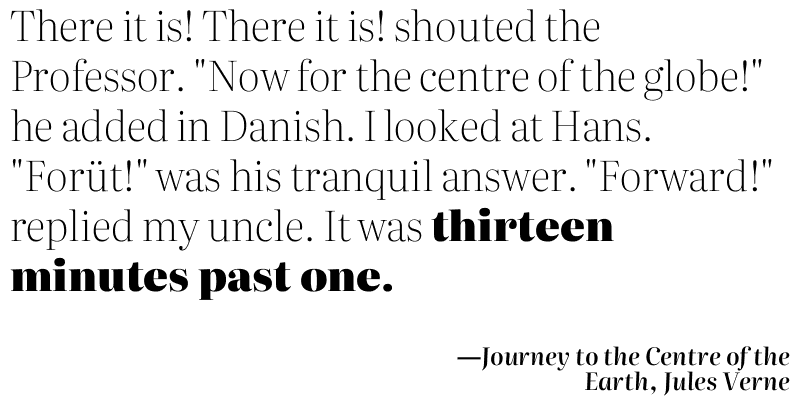 There it is! There it is! shouted the
Professor. "Now for the centre of the globe!"
he added in Danish. I looked at Hans.
"Forüt!" was his tranquil answer. "Forward!"
replied my uncle. It was thirteen
minutes past one.
—Journey to the Centre of the
Earth, Jules Verne